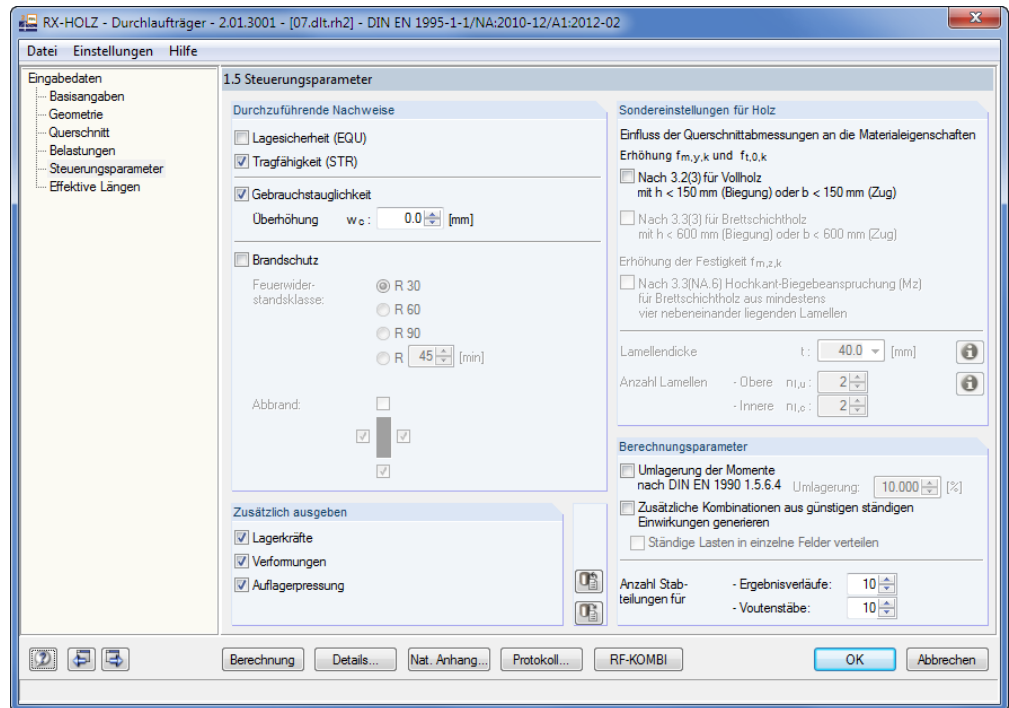 RX-HOLZ - Durchlaufträger - 2.01.3001 - [07.dlt.rh2] - DIN EN 1995-1-1/NA:2010-12/A1:2012-02
Datei Einstellungen Hilfe
Eingabedaten
Basisangaben
Geometrie
Querschnitt
Belastungen
Steuerungsparameter
Effektive Längen
1.5 Steuerungsparameter
Durchzuführende Nachweise
Lagesicherheit (EQU)
Tragfähigkeit (STR)
Gebrauchstauglichkeit
Überhöhung wc: 0.0 [mm]
Brandschutz
Feuerwider-
standsklasse:
R 30
R 60
R 90
R 45 [min]
Abbrand:
Zusätzlich ausgeben
Lagerkräfte
Verformungen
Auflagerpressung
Sondereinstellungen für Holz
Einfluss der Querschnittabmessungen an die Materialeigenschaften
Erhöhung fm,y,k und ft,0,k
Nach 3.2(3) für Vollholz
mit h < 150 mm (Biegung) oder b < 150 mm (Zug)
Nach 3.3(3) für Brettschichtholz
mit h < 600 mm (Biegung) oder b < 600 mm (Zug)
Erhöhung der Festigkeit fm,z,k
Nach 3.3(NA.6) Hochkant-Biegebeanspruchung (Mz)
für Brettschichtholz aus mindestens
vier nebeneinander liegenden Lamellen
Lamellendicke t: 40.0 [mm]
Anzahl Lamellen - Obere nl,u: 2
- Innere nl,c: 2
Berechnungsparameter
Umlagerung der Momente
nach DIN EN 1990 1.5.6.4 Umlagerung: 10.000 [%]
Zusätzliche Kombinationen aus günstigen ständigen
Einwirkungen generieren
Ständige Lasten in einzelne Felder verteilen
Anzahl Stab- - Ergebnisverläufe: 10
teilungen für - Voutenstäbe: 10
Berechnung Details... Nat. Anhang... Protokoll... RF-KOMBI OK Abbrechen